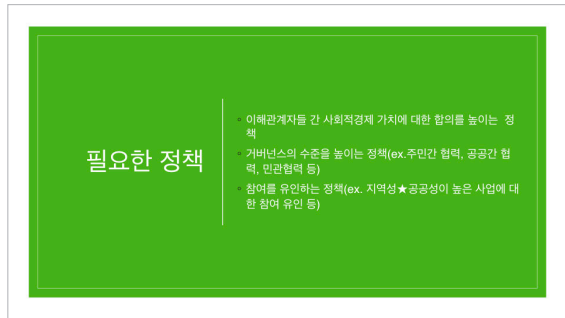 필요한 정책
▫ 이해관계자들 간 사회적경제 가치에 대한 합의를 높이는  정
책
▫ 거버넌스의 수준을 높이는 정책(ex.주민간 협력, 공공간 협
력, 민관협력 등)
▫ 참여를 유인하는 정책(ex. 지역성★공공성이 높은 사업에 대
한 참여 유인 등)